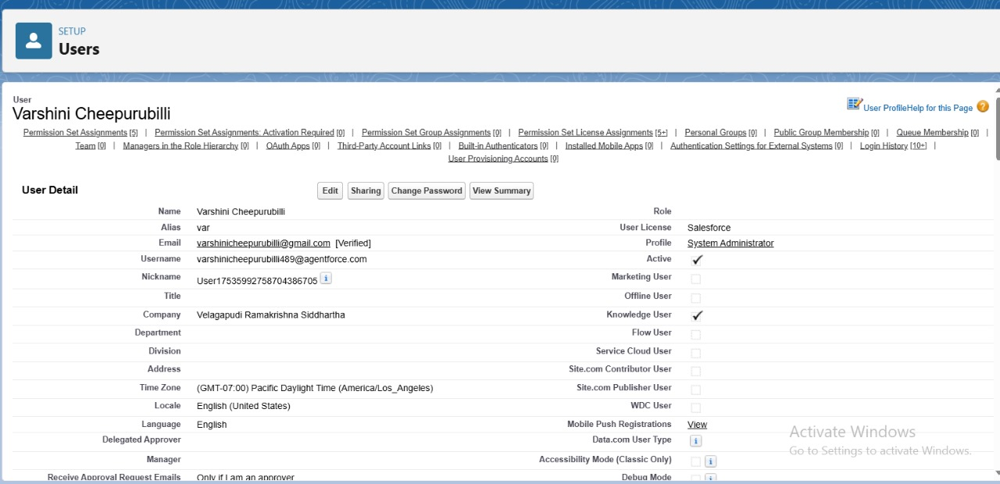 SETUP
Users
User
Varshini Cheepurubilli
User ProfileHelp for this Page
Permission Set Assignments [5] | Permission Set Assignments: Activation Required [0] | Permission Set Group Assignments [0] | Permission Set License Assignments [5+] | Personal Groups [0] | Public Group Membership [0] | Queue Membership [0] |
Team [0] | Managers in the Role Hierarchy [0] | OAuth Apps [0] | Third-Party Account Links [0] | Built-in Authenticators [0] | Installed Mobile Apps [0] | Authentication Settings for External Systems [0] | Login History [10+] |
User Provisioning Accounts [0]
User Detail Edit Sharing Change Password View Summary
Name Varshini Cheepurubilli Role
Alias var User License Salesforce
Email varshinicheepurubilli@gmail.com [Verified] Profile System Administrator
Username varshinicheepurubilli489@agentforce.com Active
Nickname User17535992758704386705 i Marketing User
Title Offline User
Company Velagapudi Ramakrishna Siddhartha Knowledge User
Department Flow User
Division Service Cloud User
Address Site.com Contributor User
Time Zone (GMT-07:00) Pacific Daylight Time (America/Los_Angeles) Site.com Publisher User
Locale English (United States) WDC User
Language English Mobile Push Registrations View
Delegated Approver Data.com User Type i
Manager Accessibility Mode (Classic Only) i
Receive Approval Request Emails Only if I am an approver Debug Mode i
Activate Windows
Go to Settings to activate Windows.